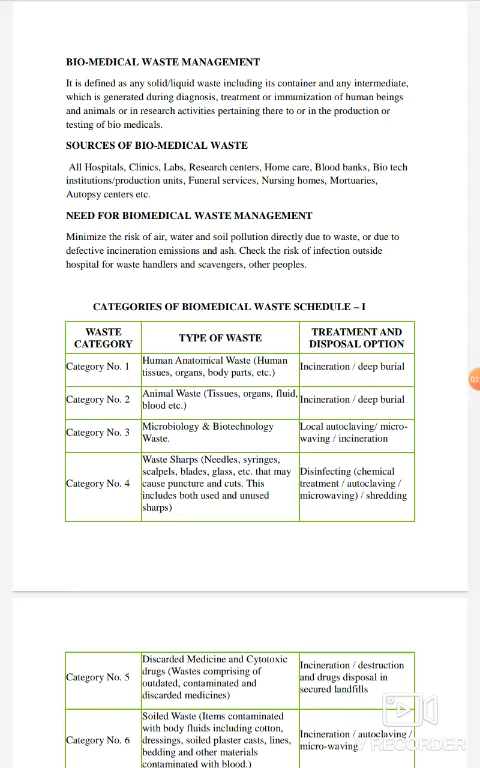 BIO-MEDICAL WASTE MANAGEMENT
It is defined as any solid/liquid waste including its container and any intermediate,
which is generated during diagnosis, treatment or immunization of human beings
and animals or in research activities pertaining there to or in the production or
testing of bio medicals.
SOURCES OF BIO-MEDICAL WASTE
All Hospitals, Clinics, Labs, Research centers, Home care, Blood banks, Bio tech
institutions/production units, Funeral services, Nursing homes, Mortuaries,
Autopsy centers etc.
NEED FOR BIOMEDICAL WASTE MANAGEMENT
Minimize the risk of air, water and soil pollution directly due to waste, or due to
defective incineration emissions and ash. Check the risk of infection outside
hospital for waste handlers and scavengers, other peoples.
CATEGORIES OF BIOMEDICAL WASTE SCHEDULE – I
WASTE
CATEGORY
TYPE OF WASTE
TREATMENT AND
DISPOSAL OPTION
Category No. 1
Human Anatomical Waste (Human
tissues, organs, body parts, etc.)
Incineration / deep burial
Category No. 2
Animal Waste (Tissues, organs, fluid,
blood etc.)
Incineration / deep burial
Category No. 3
Microbiology & Biotechnology
Waste.
Local autoclaving/ micro-
waving / incineration
Category No. 4
Waste Sharps (Needles, syringes,
scalpels, blades, glass, etc. that may
cause puncture and cuts. This
includes both used and unused
sharps)
Disinfecting (chemical
treatment / autoclaving /
microwaving) / shredding
02:
Category No. 5
Discarded Medicine and Cytotoxic
drugs (Wastes comprising of
outdated, contaminated and
discarded medicines)
Incineration / destruction
and drugs disposal in
secured landfills
Category No. 6
Soiled Waste (Items contaminated
with body fluids including cotton,
dressings, soiled plaster casts, lines,
bedding and other materials
contaminated with blood.)
Incineration / autoclaving /
micro-waving
RECORDER